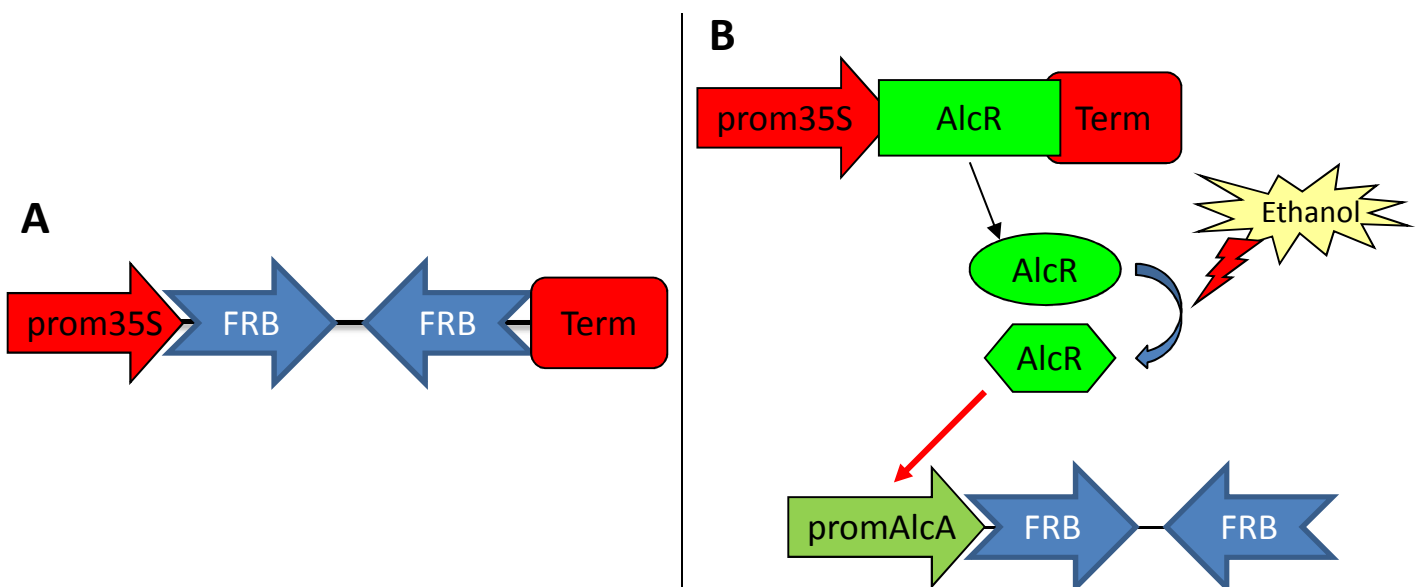 A
prom35S
FRB
FRB
Term
B
prom35S
AlcR
Term
Ethanol
AlcR
AlcR
promAlcA
FRB
FRB